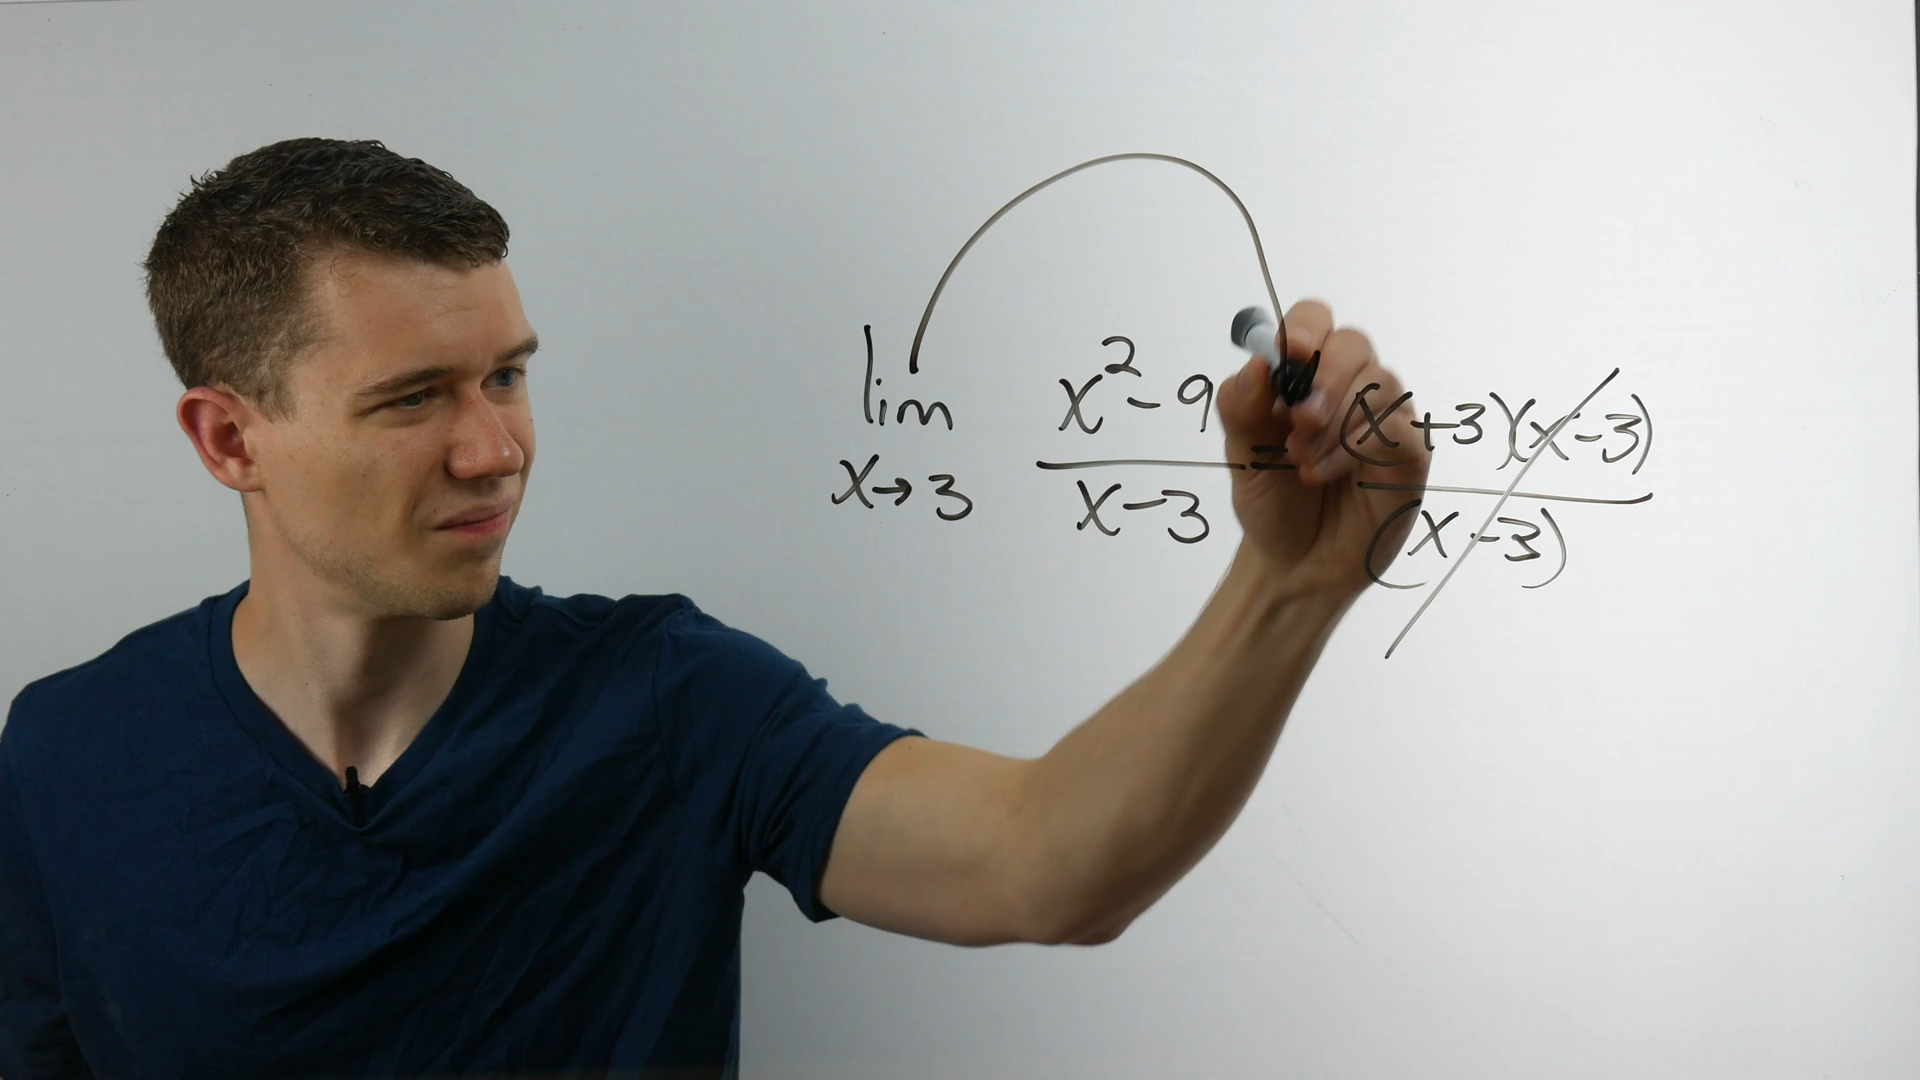 lim x²-9 = (x+3)(x-3)
x→3 x-3 (x-3)